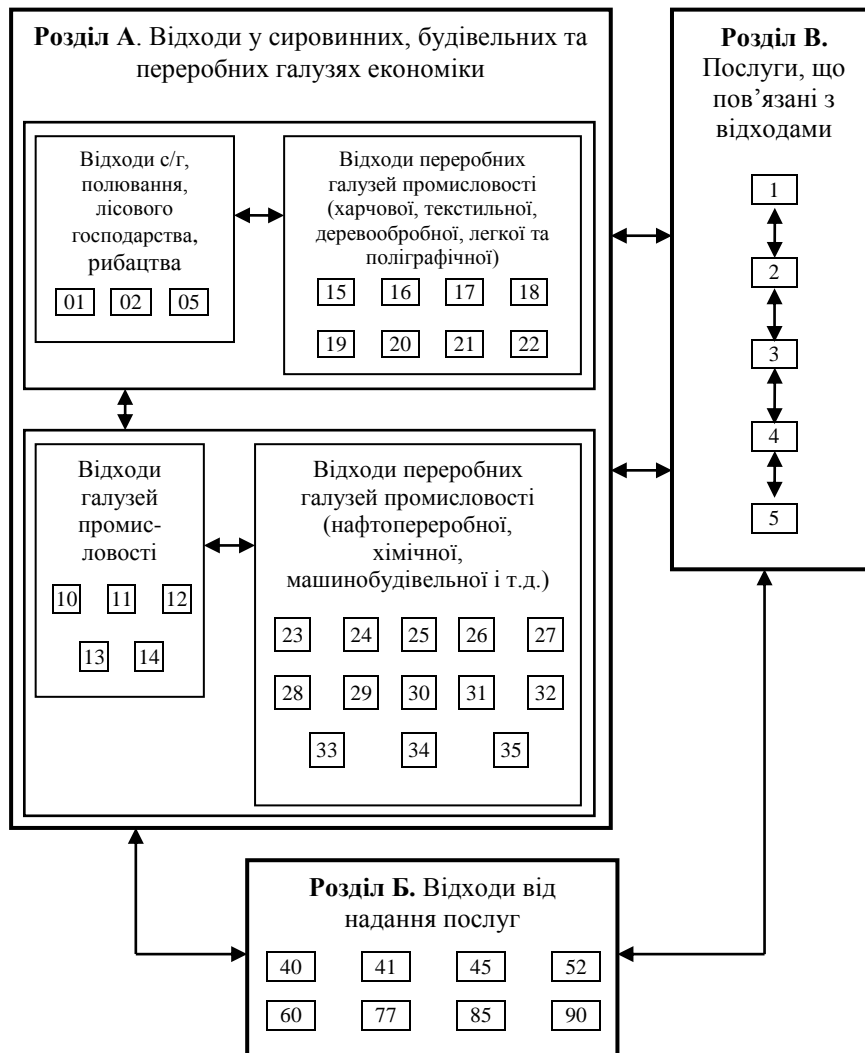 Розділ А. Відходи у сировинних, будівельних та
переробних галузях економіки
Відходи с/г,
полювання,
лісового
господарства,
рибацтва
01 02 05
Відходи переробних
галузей промисловості
(харчової, текстильної,
деревообробної, легкої та
поліграфічної)
15 16 17 18
19 20 21 22
Відходи
галузей
промис-
ловості
10 11 12
13 14
Відходи переробних
галузей промисловості
(нафтопереробної,
хімічної,
машинобудівельної і т.д.)
23 24 25 26 27
28 29 30 31 32
33 34 35
Розділ В.
Послуги, що
пов’язані з
відходами
1
2
3
4
5
Розділ Б. Відходи від
надання послуг
40 41 45 52
60 77 85 90